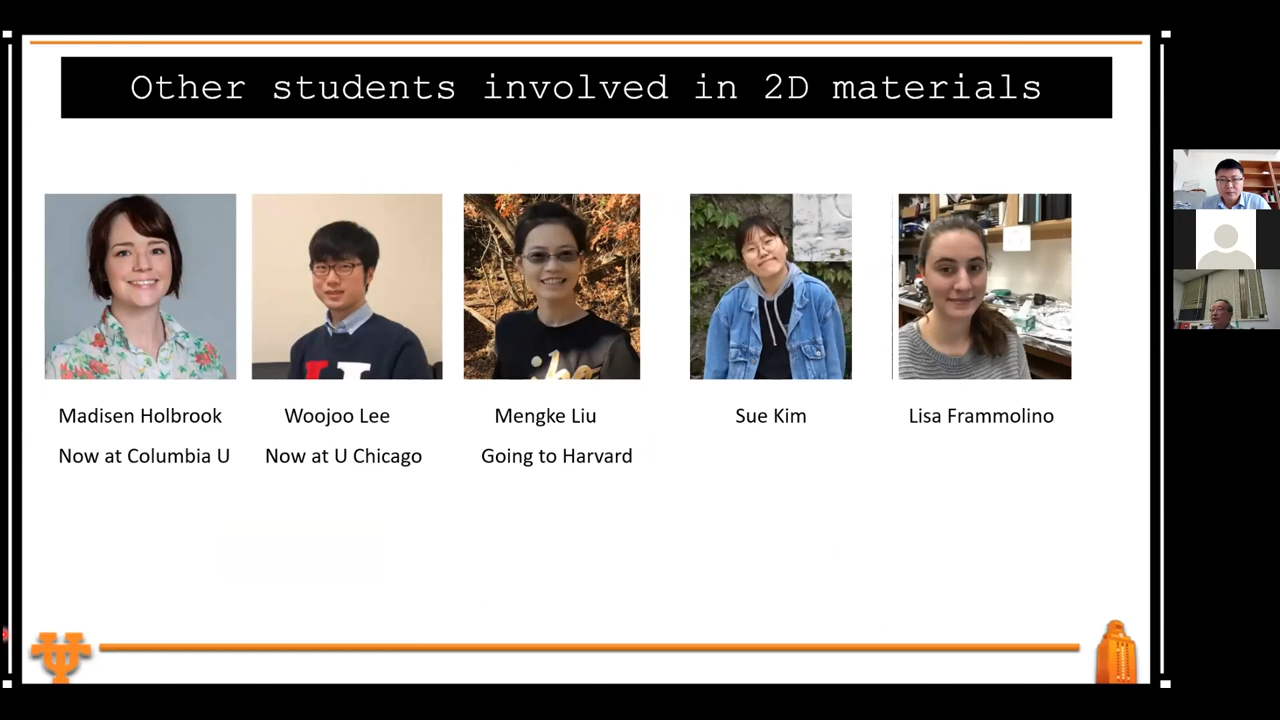 Other students involved in 2D materials
Madisen Holbrook
Now at Columbia U
Woojoo Lee
Now at U Chicago
Mengke Liu
Going to Harvard
Sue Kim
Lisa Frammolino